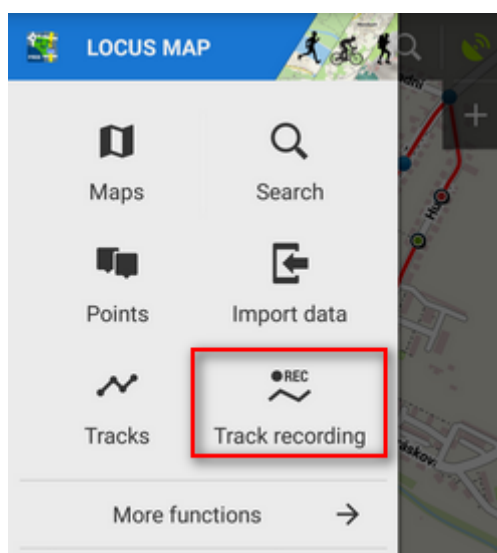 LOCUS MAP
Maps
Search
Points
Import data
REC
Tracks
Track recording
More functions